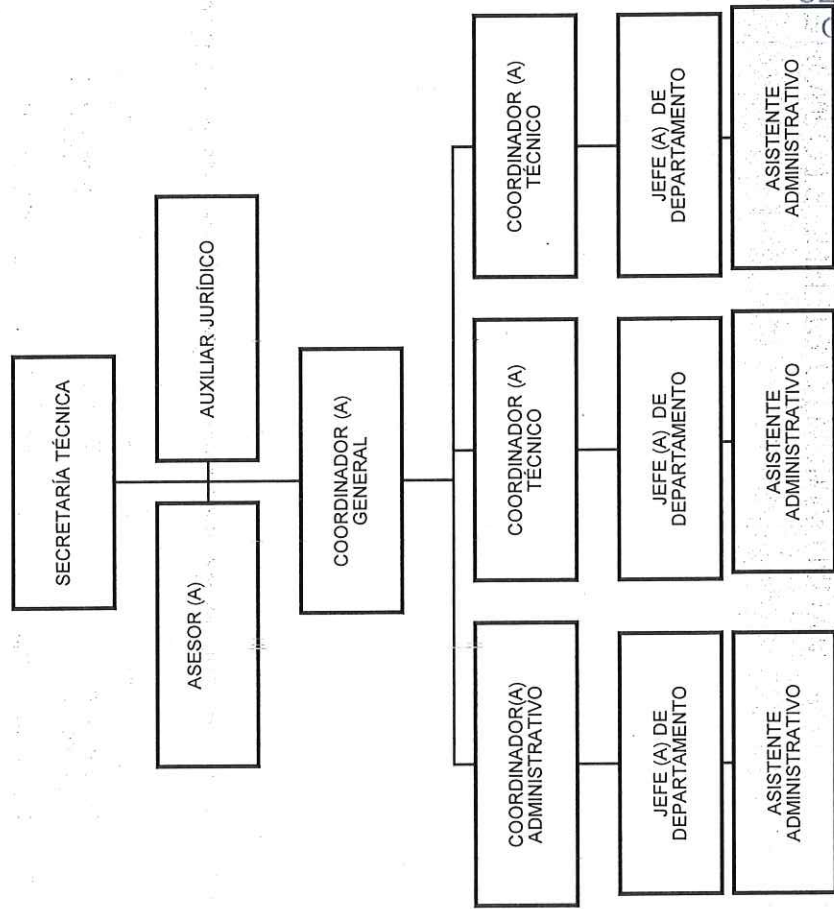 SECRETARÍA TÉCNICA
ASESOR (A)
AUXILIAR JURÍDICO
COORDINADOR (A)
GENERAL
COORDINADOR(A)
ADMINISTRATIVO
COORDINADOR (A)
TÉCNICO
COORDINADOR (A)
TÉCNICO
JEFE (A) DE
DEPARTAMENTO
JEFE (A) DE
DEPARTAMENTO
JEFE (A) DE
DEPARTAMENTO
ASISTENTE
ADMINISTRATIVO
ASISTENTE
ADMINISTRATIVO
ASISTENTE
ADMINISTRATIVO